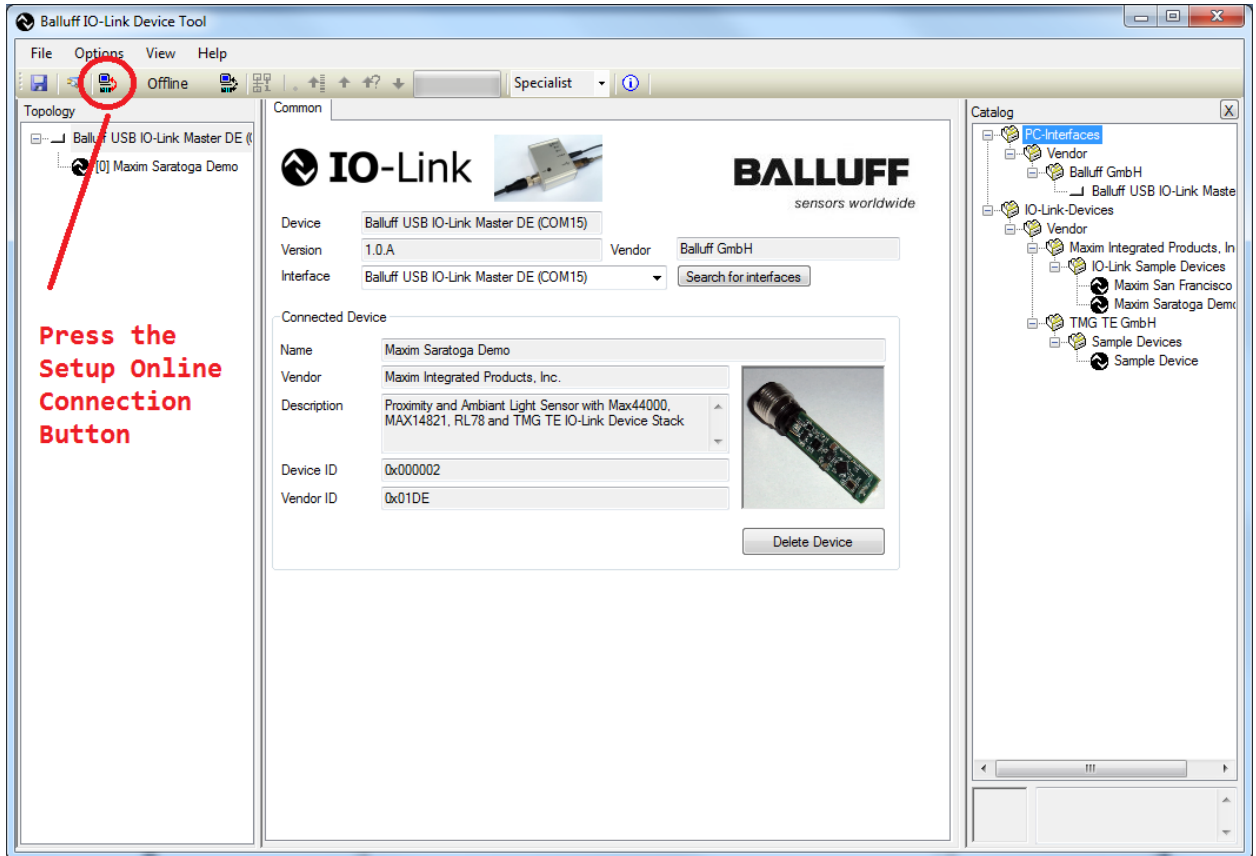 Balluff IO-Link Device Tool
File Options View Help
Offline Specialist
Topology
Balluff USB IO-Link Master DE (
[0] Maxim Saratoga Demo
Press the
Setup Online
Connection
Button
Common
IO-Link
BALLUFF
sensors worldwide
Device Balluff USB IO-Link Master DE (COM15)
Version 1.0.A Vendor Balluff GmbH
Interface Balluff USB IO-Link Master DE (COM15) Search for interfaces
Connected Device
Name Maxim Saratoga Demo
Vendor Maxim Integrated Products, Inc.
Description Proximity and Ambiant Light Sensor with Max44000,
MAX14821, RL78 and TMG TE IO-Link Device Stack
Device ID 0x000002
Vendor ID 0x01DE
Delete Device
Catalog
PC-Interfaces
Vendor
Balluff GmbH
Balluff USB IO-Link Maste
IO-Link-Devices
Vendor
Maxim Integrated Products, In
IO-Link Sample Devices
Maxim San Francisco
Maxim Saratoga Dem
TMG TE GmbH
Sample Devices
Sample Device